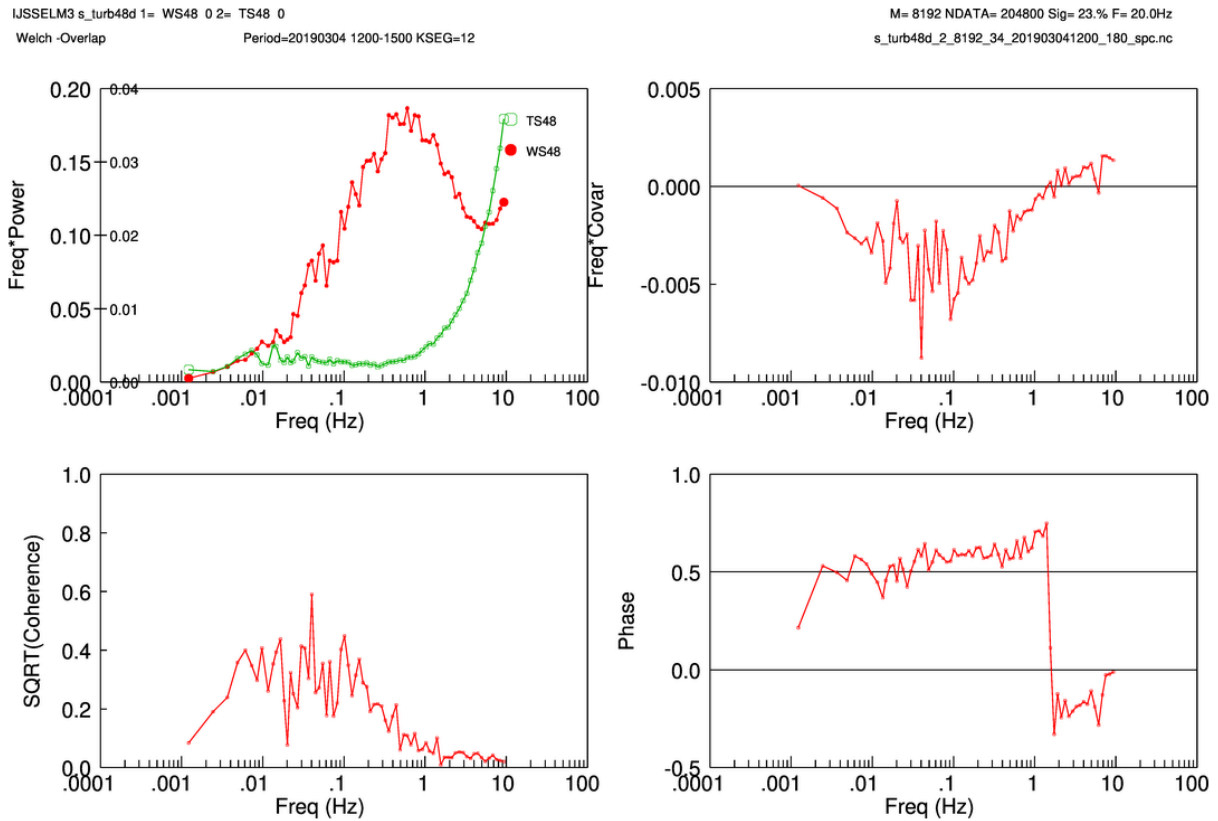 IJSSELM3 s_turb48d 1= WS48 0 2= TS48 0
M= 8192 NDATA= 204800 Sig= 23.% F= 20.0Hz
Welch -Overlap
Period=20190304 1200-1500 KSEG=12
s_turb48d_2_8192_34_201903041200_180_spc.nc
0.20
0.15
0.10
0.05
0.00
0.04
0.03
0.02
0.01
0.00
Freq*Power
TS48
WS48
.0001 .001 .01 .1 1 10 100
Freq (Hz)
0.005
0.000
-0.005
-0.010
Freq*Covar
.0001 .001 .01 .1 1 10 100
Freq (Hz)
1.0
0.8
0.6
0.4
0.2
0.0
SQRT(Coherence)
.0001 .001 .01 .1 1 10 100
Freq (Hz)
1.0
0.5
0.0
-0.5
Phase
.0001 .001 .01 .1 1 10 100
Freq (Hz)